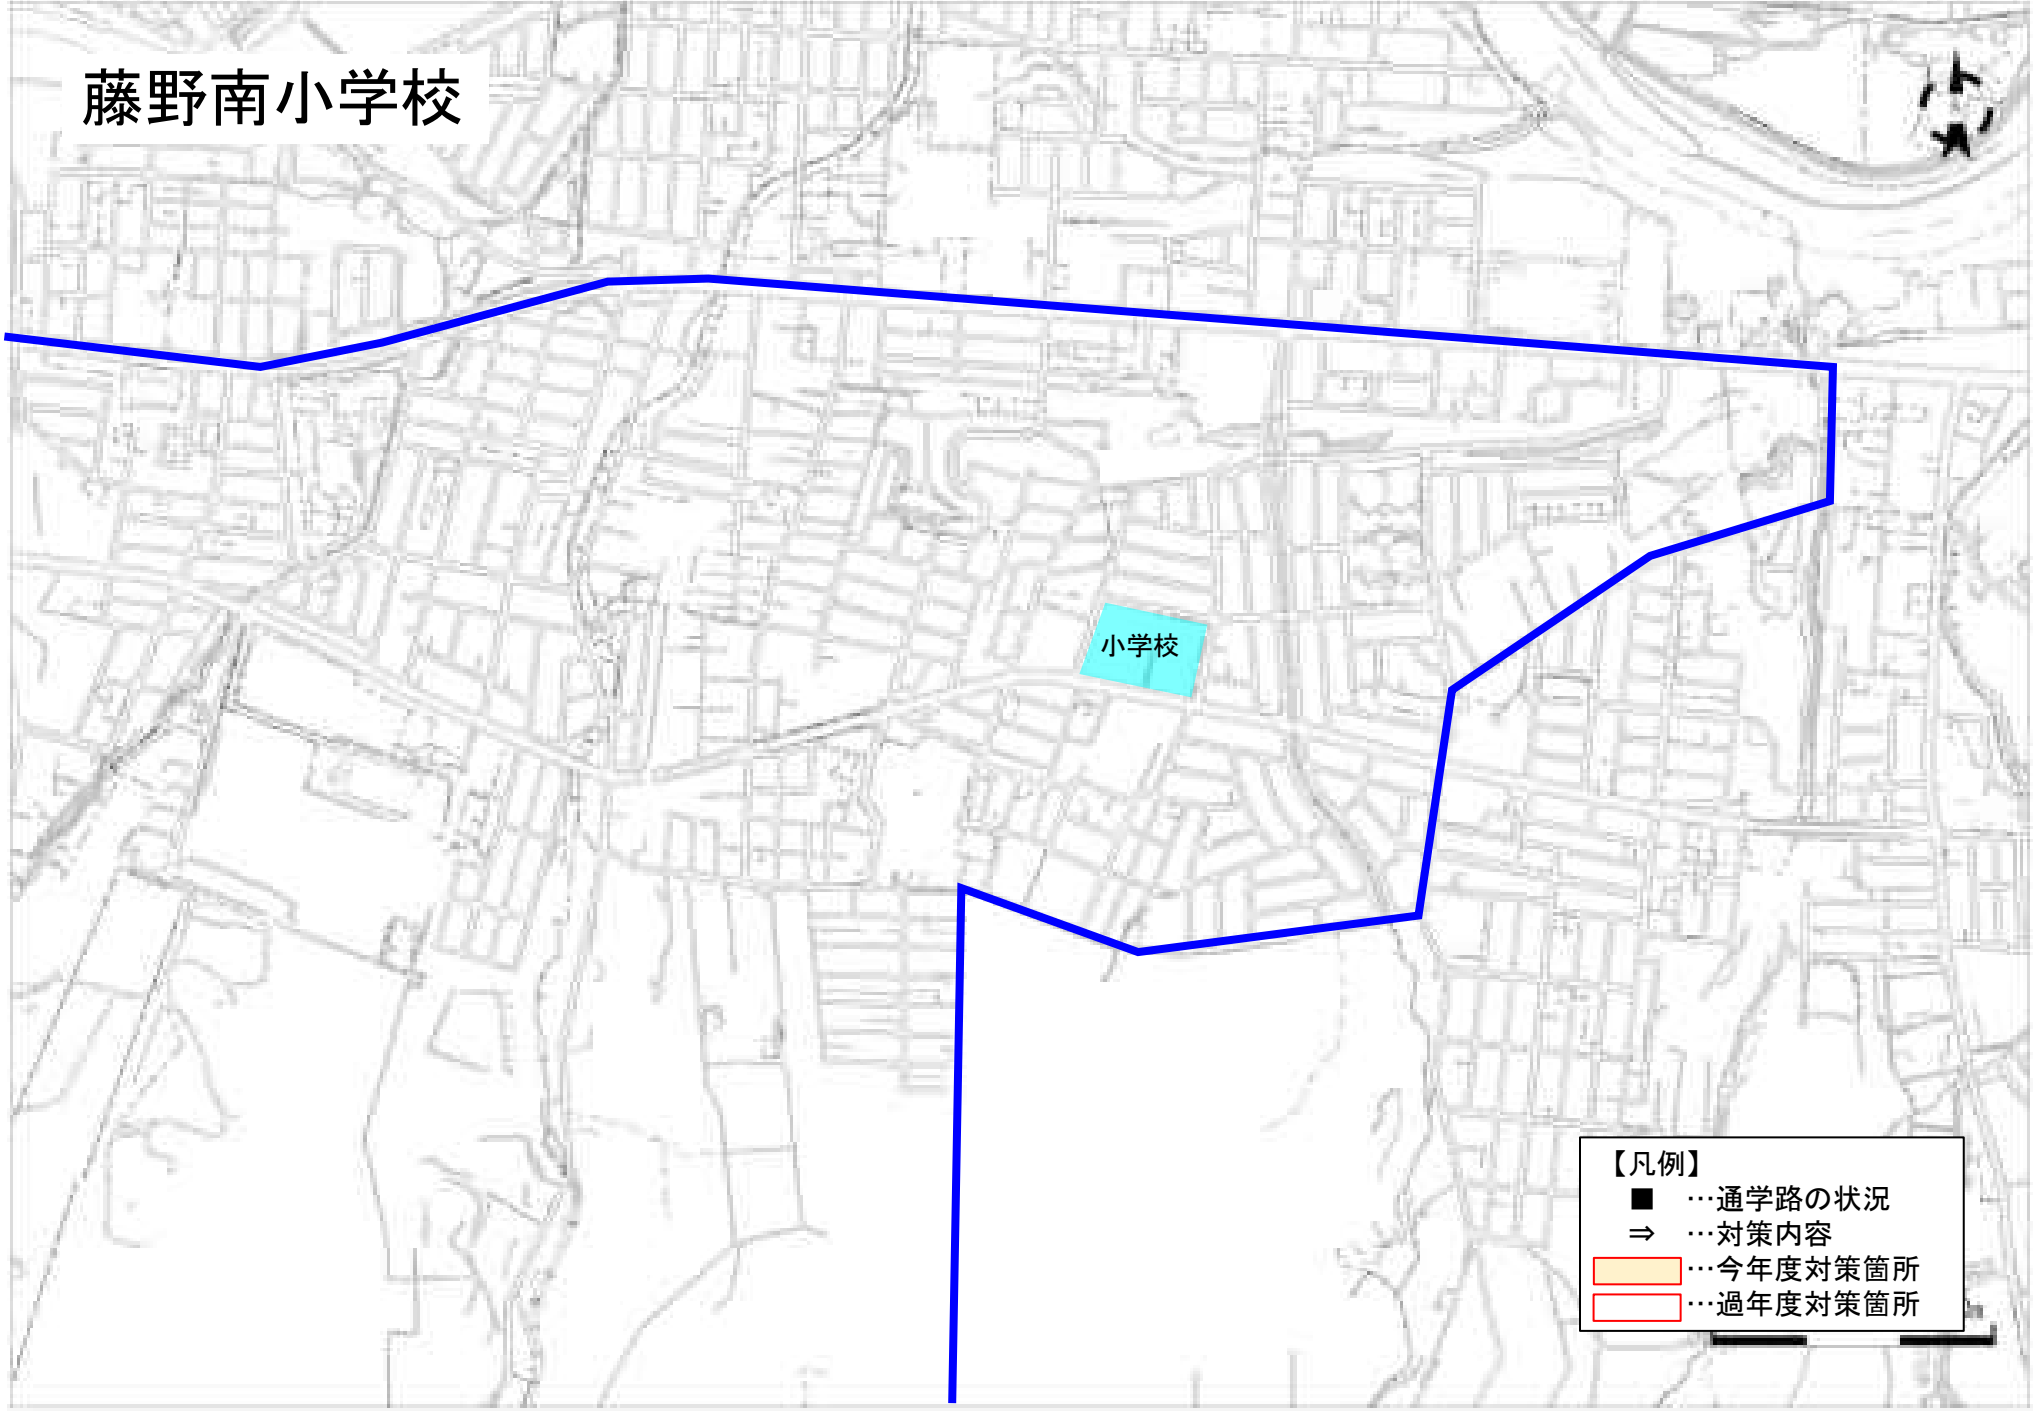 藤野南小学校
小学校
【凡例】
■ …通学路の状況
⇒ …対策内容
…今年度対策箇所
…過年度対策箇所